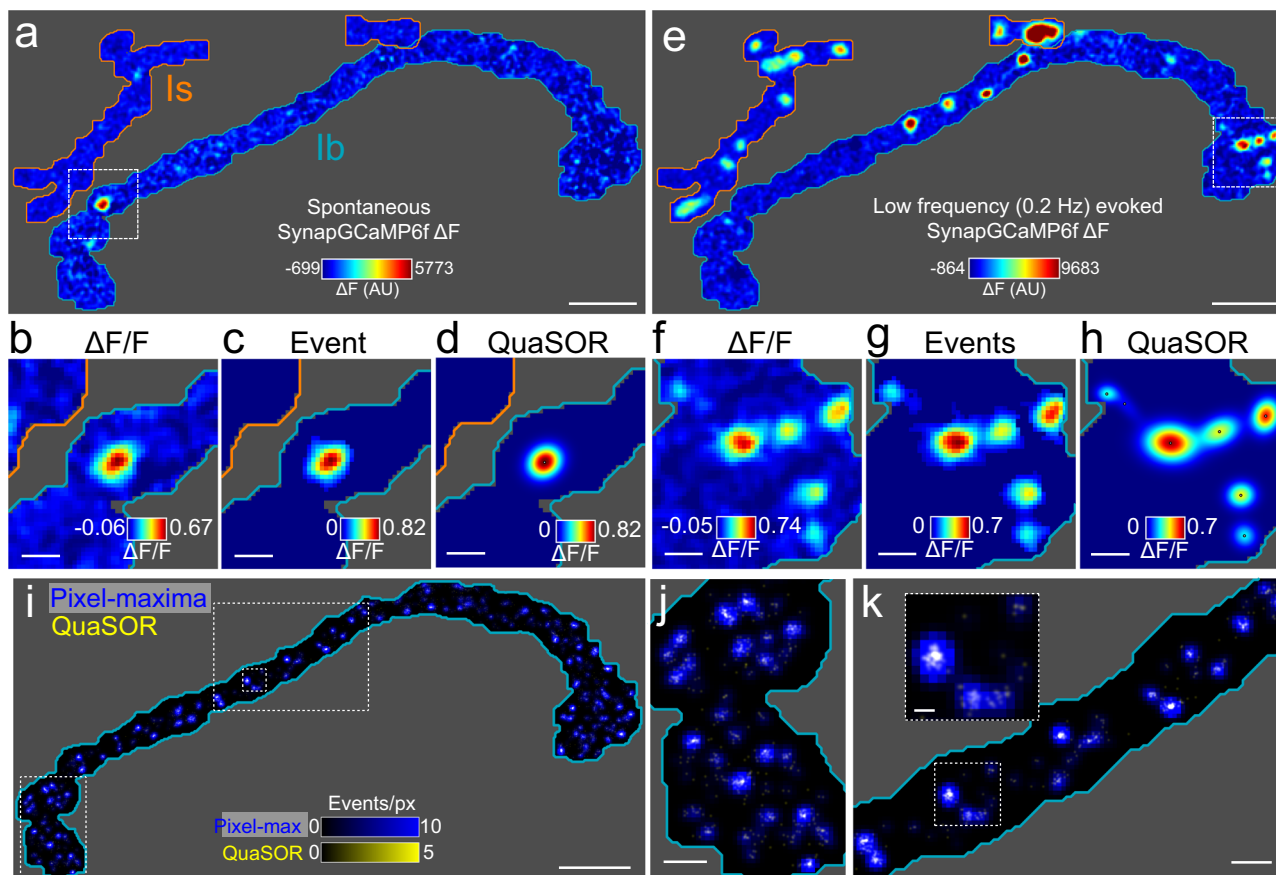 a
Is
Ib
Spontaneous
SynapGCaMP6f ΔF
-699 5773
ΔF (AU)
e
Low frequency (0.2 Hz) evoked
SynapGCaMP6f ΔF
-864 9683
ΔF (AU)
b ΔF/F
-0.06 0.67
ΔF/F
c Event
0 0.82
ΔF/F
d QuaSOR
0 0.82
ΔF/F
f ΔF/F
-0.05 0.74
ΔF/F
g Events
0 0.7
ΔF/F
h QuaSOR
0 0.7
ΔF/F
i
Pixel-maxima
QuaSOR
Events/px
Pixel-max 0 10
QuaSOR 0 5
j
k